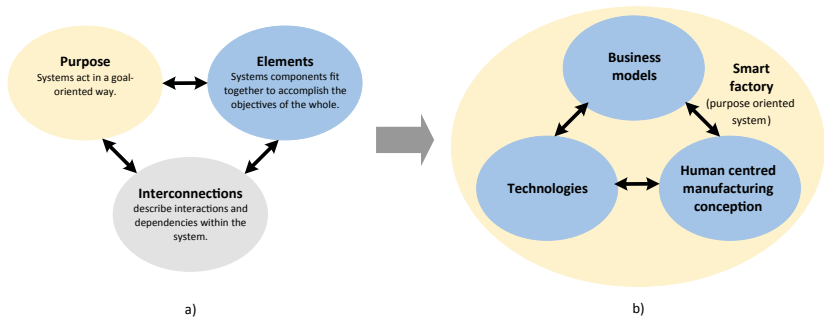 Purpose
Systems act in a goal-
oriented way.
Elements
Systems components fit
together to accomplish the
objectives of the whole.
Interconnections
describe interactions and
dependencies within the
system.
a)
Business
models
Smart
factory
(purpose oriented
system)
Technologies
Human centred
manufacturing
conception
b)